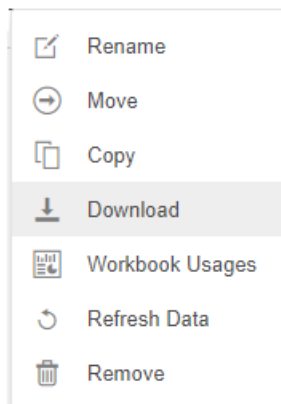 Rename
Move
Copy
Download
Workbook Usages
Refresh Data
Remove